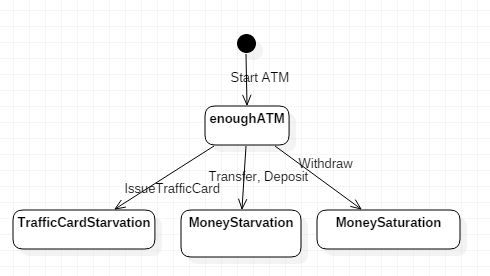 Start ATM
enoughATM
Withdraw
Transfer, Deposit
IssueTrafficCard
TrafficCardStarvation
MoneyStarvation
MoneySaturation